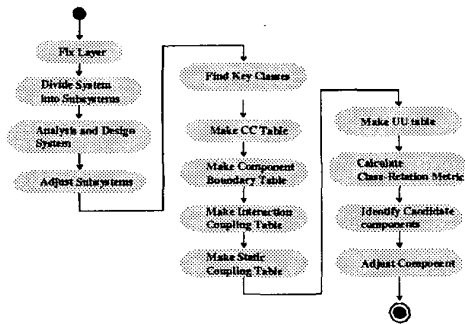 Fix Layer
Divide System
into Subsystems
Analysis and Design
System
Adjust Subsystems
Find Key Classes
Make CC Table
Make Component
Boundary Table
Make Interaction
Coupling Table
Make Static
Coupling Table
Make UU table
Calculate
Class-Relation Metric
Identify Candidate
components
Adjust Component